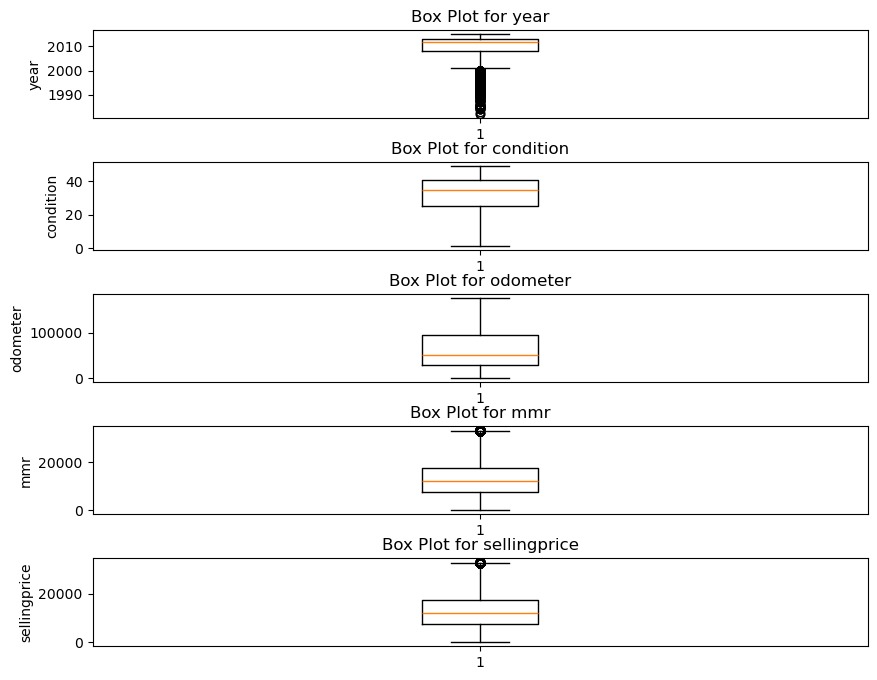 Box Plot for year
2010
2000
1990
year
1
Box Plot for condition
40
20
0
condition
1
Box Plot for odometer
100000
0
odometer
1
Box Plot for mmr
20000
0
mmr
1
Box Plot for sellingprice
20000
0
sellingprice
1